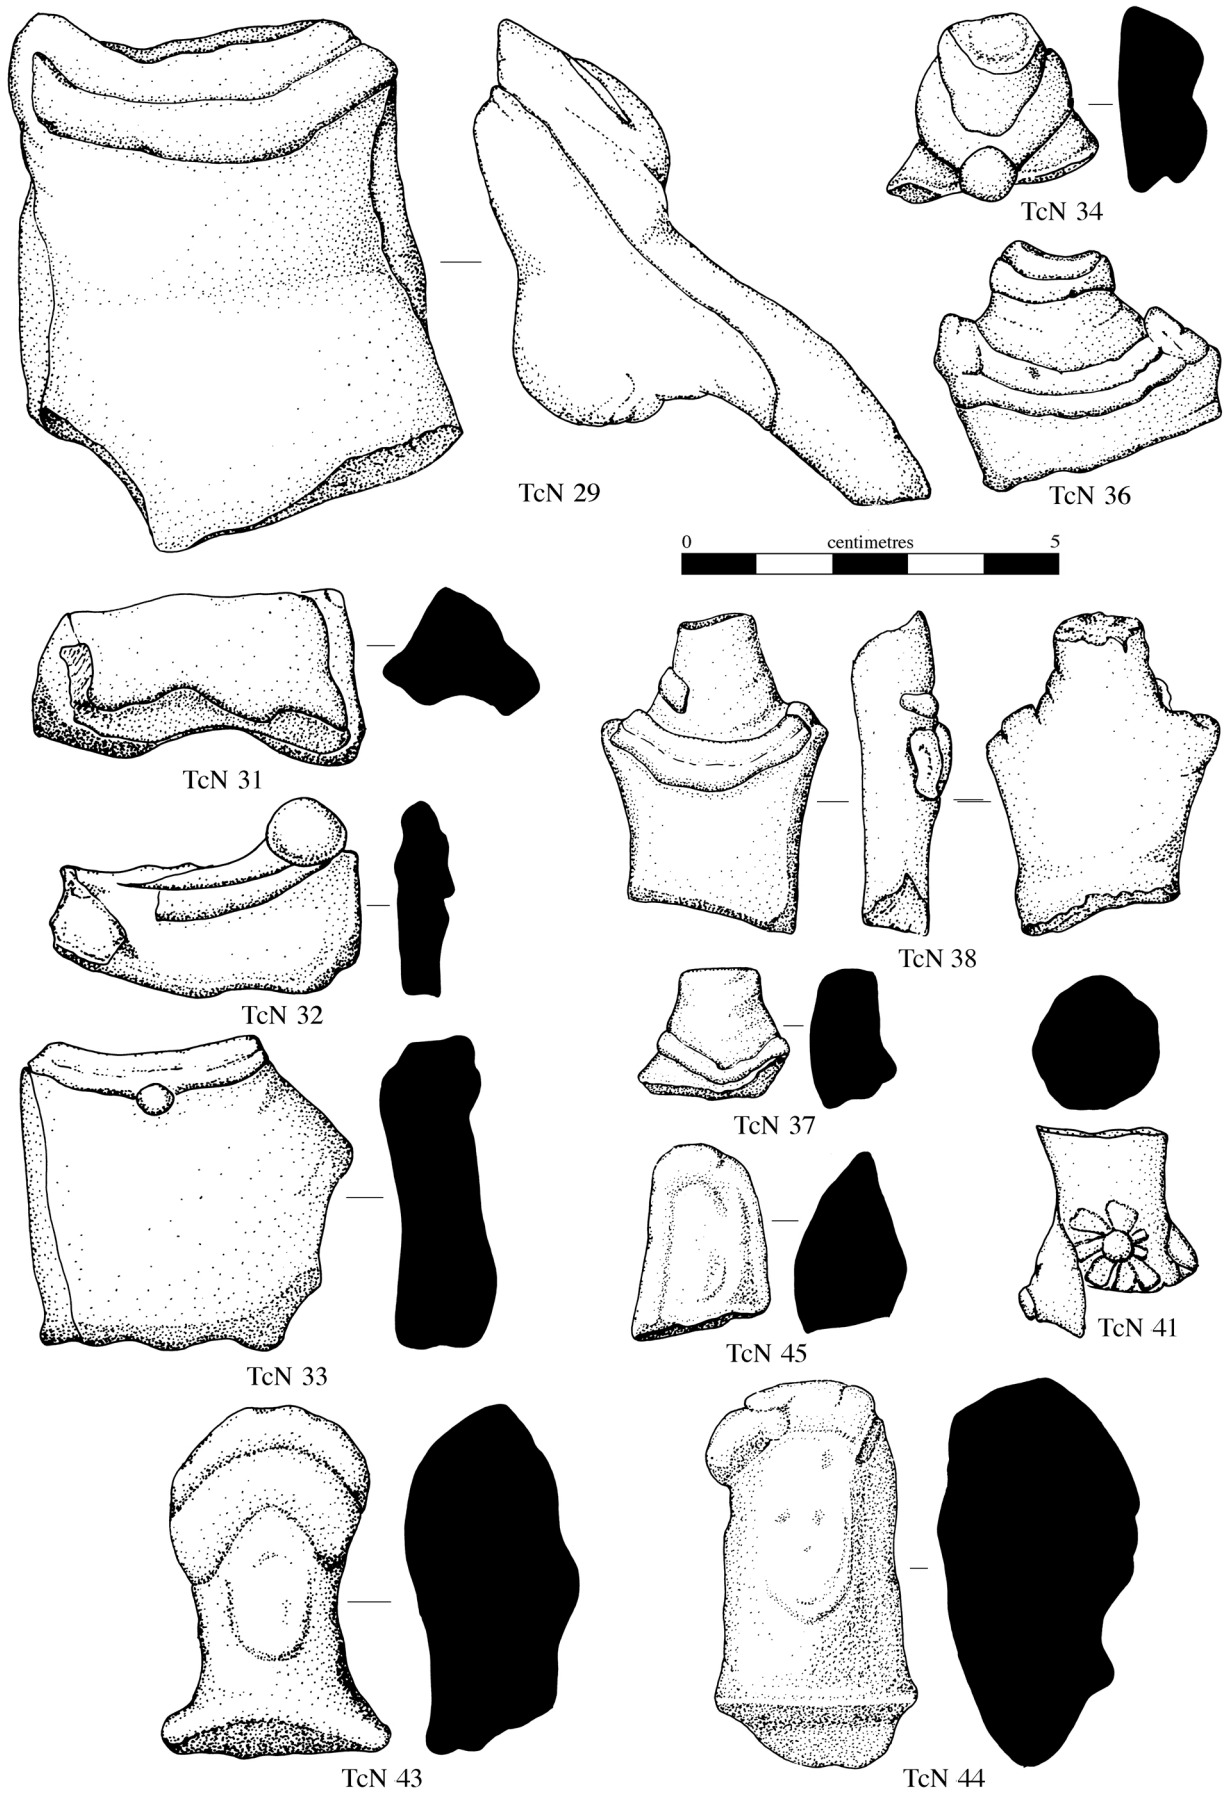 TcN 34
TcN 29
TcN 36
0 centimetres 5
TcN 31
TcN 38
TcN 32
TcN 37
TcN 41
TcN 45
TcN 33
TcN 43
TcN 44